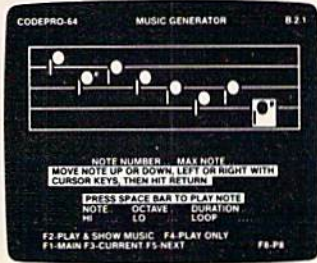 CODEPRO-64 MUSIC GENERATOR B.2.1
NOTE NUMBER... MAX NOTE
MOVE NOTE UP OR DOWN, LEFT OR RIGHT WITH
CURSOR KEYS, THEN HIT RETURN
PRESS SPACE BAR TO PLAY NOTE
NOTE... OCTAVE... DURATION...
HI... LO... LOOP...
F2-PLAY & SHOW MUSIC F4-PLAY ONLY
F1-MAIN F3-CURRENT F5-NEXT F8-P8